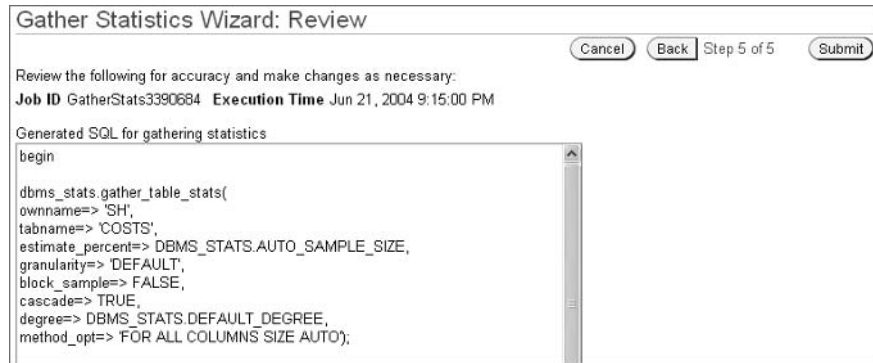 Gather Statistics Wizard: Review
Cancel Back Step 5 of 5 Submit
Review the following for accuracy and make changes as necessary:
Job ID GatherStats3390684 Execution Time Jun 21, 2004 9:15:00 PM
Generated SQL for gathering statistics
begin
dbms_stats.gather_table_stats(
ownname=> 'SH',
tabname=> 'COSTS',
estimate_percent=> DBMS_STATS.AUTO_SAMPLE_SIZE,
granularity=> 'DEFAULT',
block_sample=> FALSE,
cascade=> TRUE,
degree=> DBMS_STATS.DEFAULT_DEGREE,
method_opt=> 'FOR ALL COLUMNS SIZE AUTO');